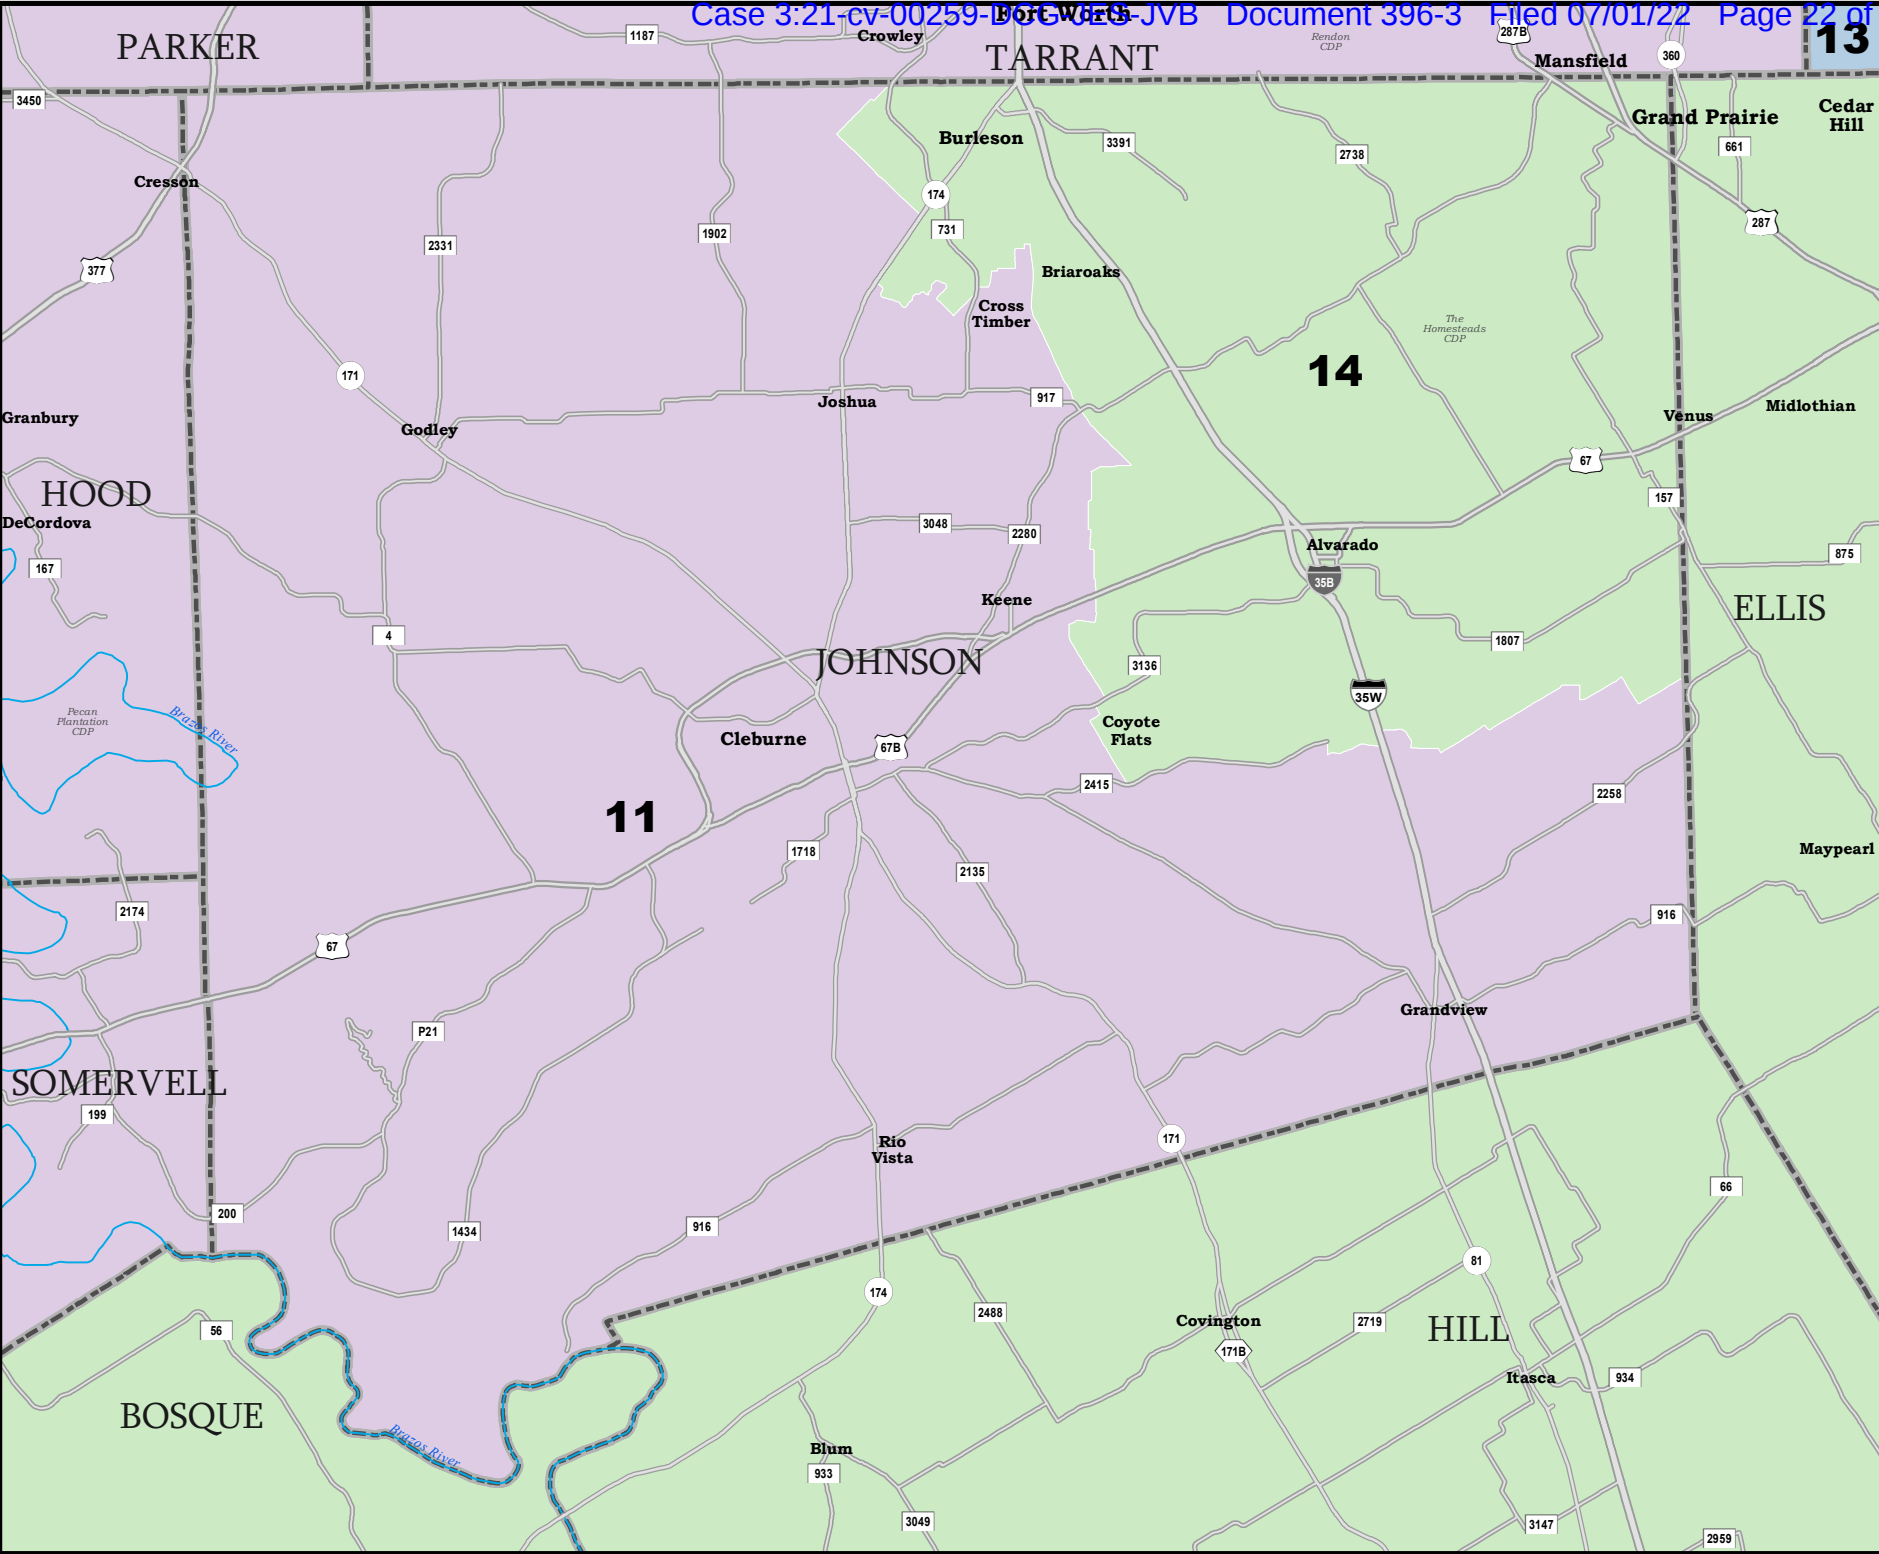 Case 3:21-cv-00259-DCG-JES-JVB Document 396-3 Filed 07/01/22 Page 22 of
Fort Worth
13
1187
Crowley
Rendon
CDP
287B
PARKER
TARRANT
Mansfield
360
3450
Cedar
Hill
Grand Prairie
Burleson
3391
2738
661
Cresson
174
731
1902
2331
287
377
Briaroaks
Cross
Timber
The
Homesteads
CDP
171
14
917
Joshua
Granbury
Godley
Venus
Midlothian
67
HOOD
157
DeCordova
3048
2280
Alvarado
875
167
35B
Keene
ELLIS
4
1807
JOHNSON
3136
35W
Pecan
Plantation
CDP
Brazos River
Coyote
Flats
Cleburne
67B
2415
2258
11
1718
Maypearl
2135
2174
916
67
Grandview
P21
SOMERVELL
199
171
Rio
Vista
66
200
916
1434
81
174
2488
Covington
2719
HILL
56
171B
Itasca
934
BOSQUE
Brazos River
Blum
933
3049
3147
2959